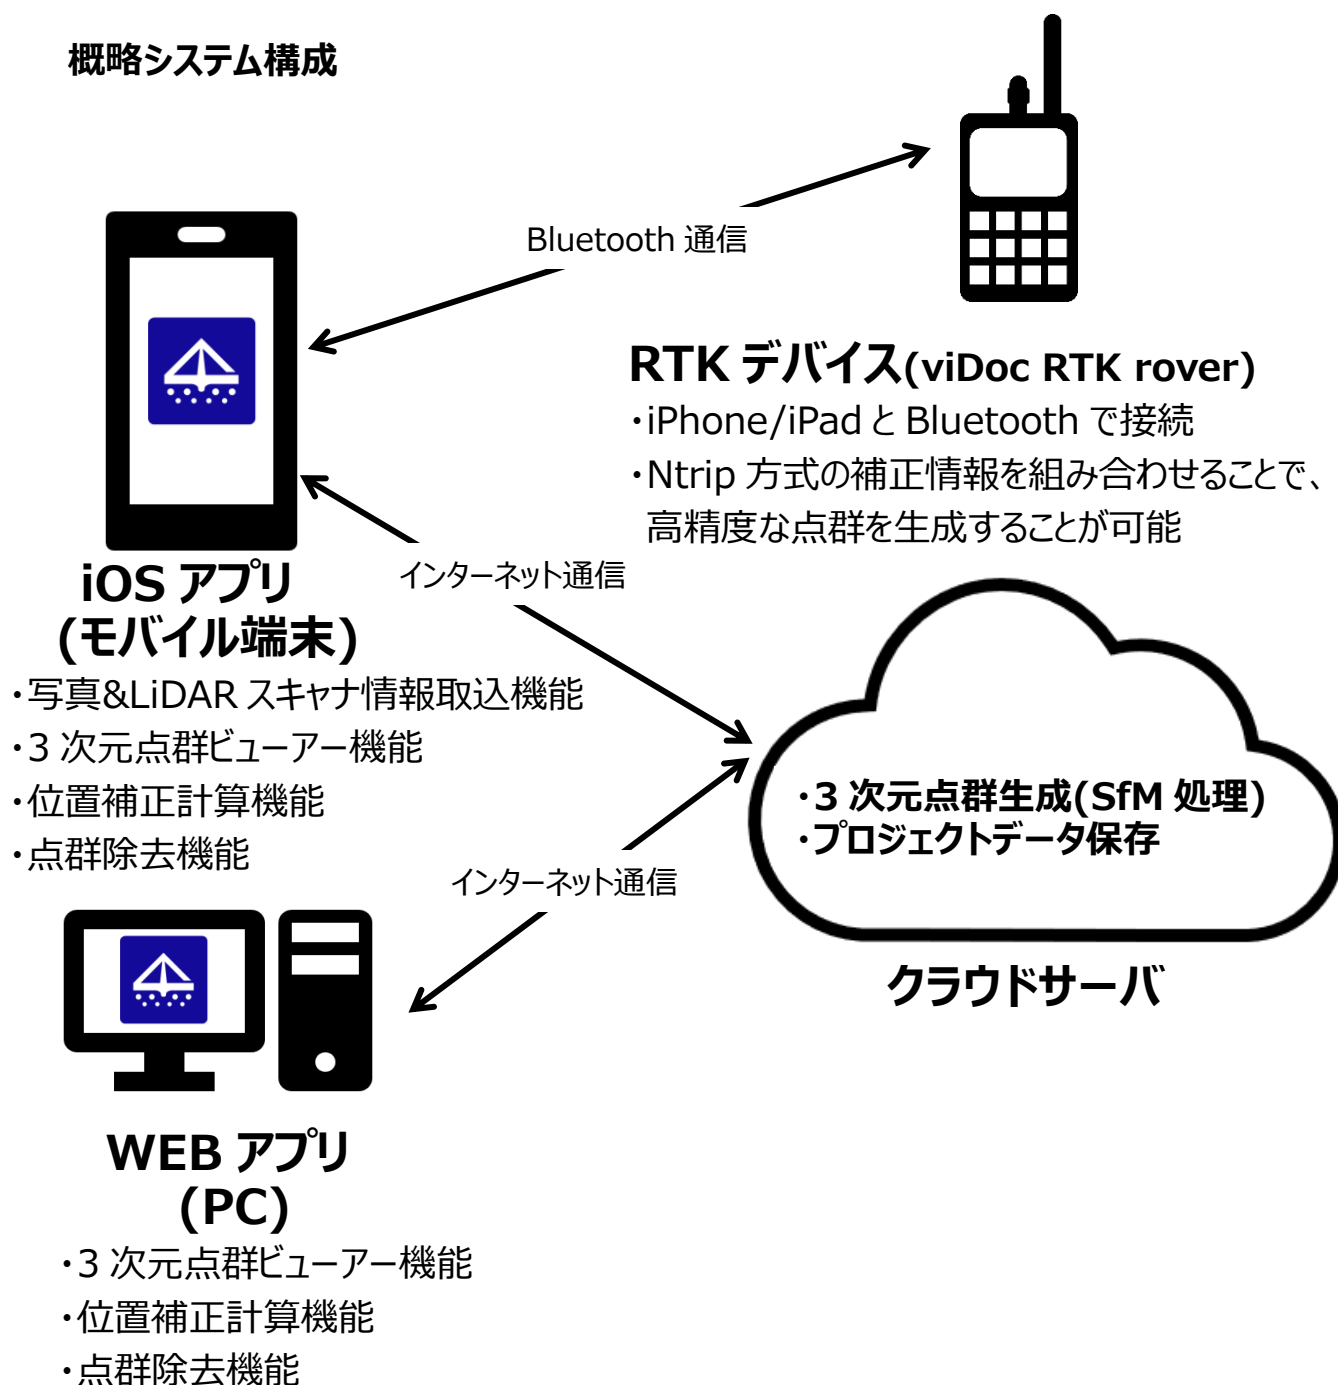 概略システム構成
Bluetooth 通信
RTK デバイス(viDoc RTK rover)
・iPhone/iPad と Bluetooth で接続
・Ntrip 方式の補正情報を組み合わせることで、
高精度な点群を生成することが可能
インターネット通信
iOS アプリ
(モバイル端末)
・写真&LiDAR スキャナ情報取込機能
・3 次元点群ビューアー機能
・位置補正計算機能
・点群除去機能
・3 次元点群生成(SfM 処理)
・プロジェクトデータ保存
クラウドサーバ
インターネット通信
WEB アプリ
(PC)
・3 次元点群ビューアー機能
・位置補正計算機能
・点群除去機能